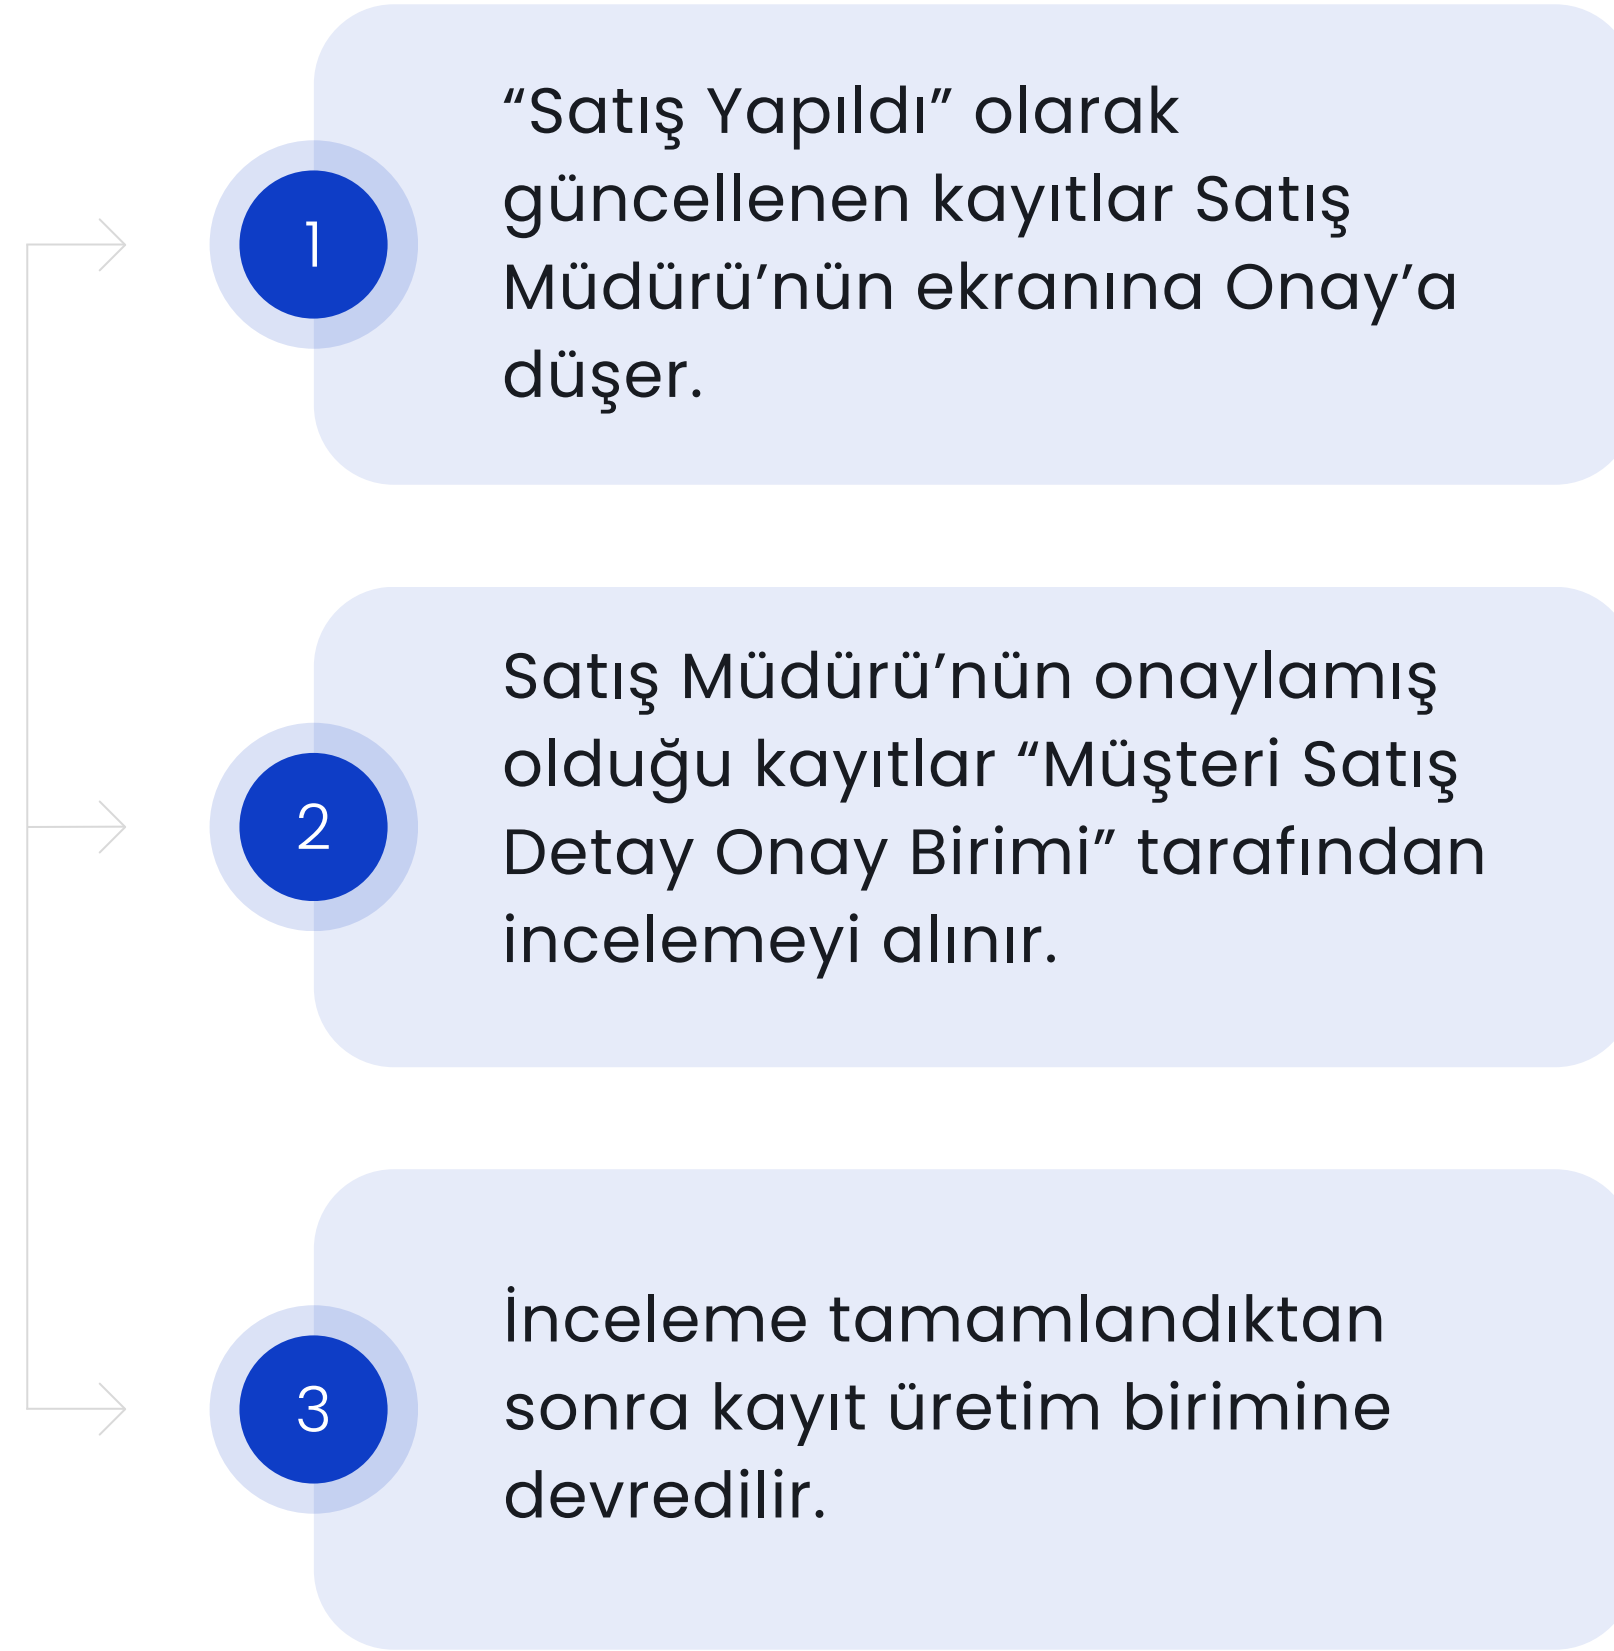 1
“Satış Yapıldı” olarak
güncellenen kayıtlar Satış
Müdürü’nün ekranına Onay’a
düşer.
2
Satış Müdürü’nün onaylamış
olduğu kayıtlar “Müşteri Satış
Detay Onay Birimi” tarafından
incelemeyi alınır.
3
İnceleme tamamlandıktan
sonra kayıt üretim birimine
devredilir.